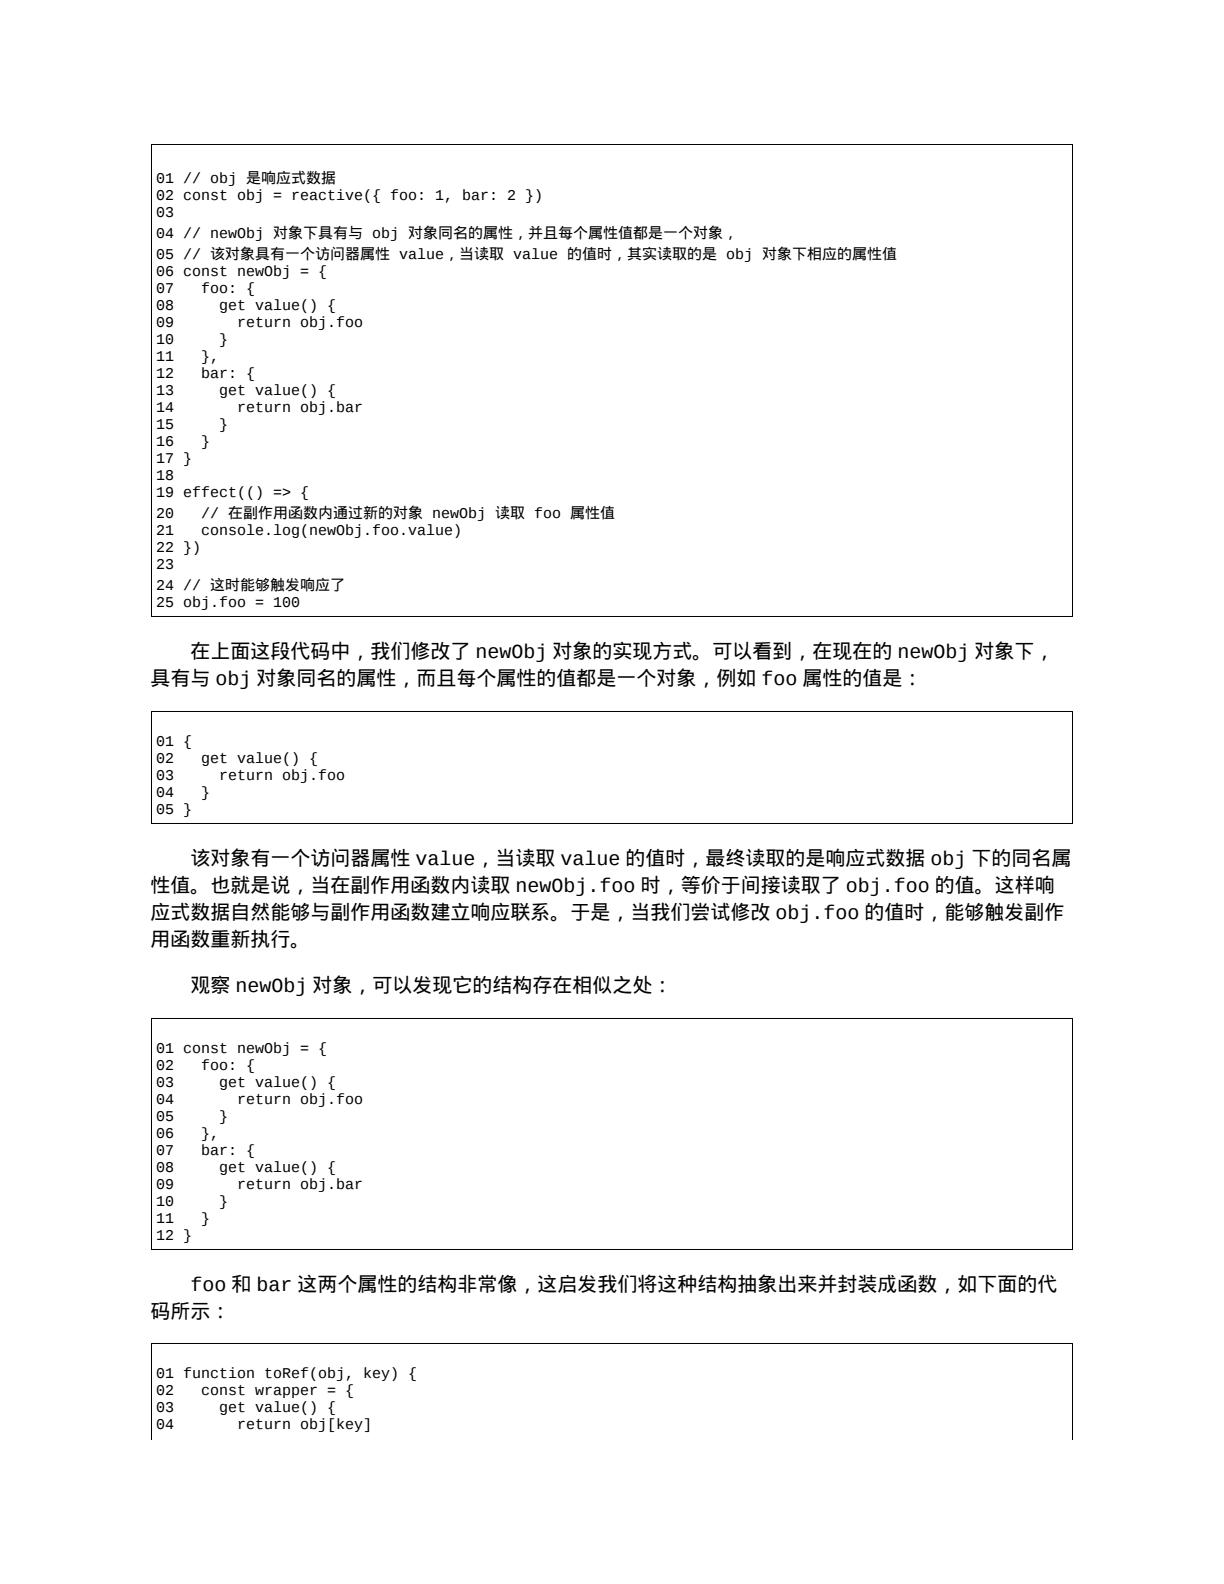 01 // obj 是响应式数据
02 const obj = reactive({ foo: 1, bar: 2 })
03
04 // newObj 对象下具有与 obj 对象同名的属性，并且每个属性值都是一个对象，
05 // 该对象具有一个访问器属性 value，当读取 value 的值时，其实读取的是 obj 对象下相应的属性值
06 const newObj = {
07   foo: {
08     get value() {
09       return obj.foo
10     }
11   },
12   bar: {
13     get value() {
14       return obj.bar
15     }
16   }
17 }
18
19 effect(() => {
20   // 在副作用函数内通过新的对象 newObj 读取 foo 属性值
21   console.log(newObj.foo.value)
22 })
23
24 // 这时能够触发响应了
25 obj.foo = 100
在上面这段代码中，我们修改了 newObj 对象的实现方式。可以看到，在现在的 newObj 对象下，
具有与 obj 对象同名的属性，而且每个属性的值都是一个对象，例如 foo 属性的值是：
01 {
02   get value() {
03     return obj.foo
04   }
05 }
该对象有一个访问器属性 value，当读取 value 的值时，最终读取的是响应式数据 obj 下的同名属
性值。也就是说，当在副作用函数内读取 newObj.foo 时，等价于间接读取了 obj.foo 的值。这样响
应式数据自然能够与副作用函数建立响应联系。于是，当我们尝试修改 obj.foo 的值时，能够触发副作
用函数重新执行。
观察 newObj 对象，可以发现它的结构存在相似之处：
01 const newObj = {
02   foo: {
03     get value() {
04       return obj.foo
05     }
06   },
07   bar: {
08     get value() {
09       return obj.bar
10     }
11   }
12 }
foo 和 bar 这两个属性的结构非常像，这启发我们将这种结构抽象出来并封装成函数，如下面的代
码所示：
01 function toRef(obj, key) {
02   const wrapper = {
03     get value() {
04       return obj[key]